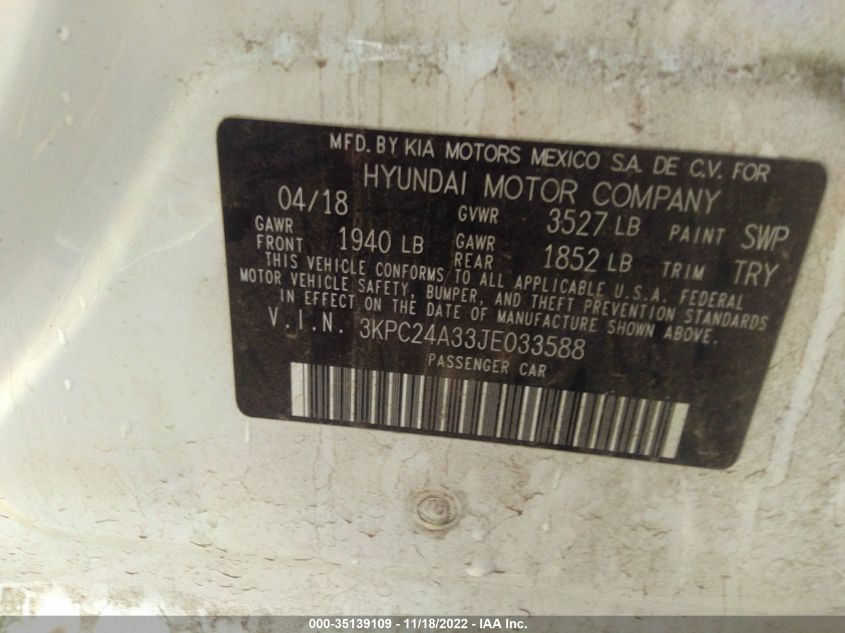 MFD. BY KIA MOTORS MEXICO S.A. DE C.V. FOR
HYUNDAI MOTOR COMPANY
04/18 GVWR 3527 LB PAINT SWP
GAWR FRONT 1940 LB GAWR REAR 1852 LB TRIM TRY
THIS VEHICLE CONFORMS TO ALL APPLICABLE U.S.A. FEDERAL
MOTOR VEHICLE SAFETY, BUMPER, AND THEFT PREVENTION STANDARDS
IN EFFECT ON THE DATE OF MANUFACTURE SHOWN ABOVE.
V.I.N. 3KPC24A33JE033588
PASSENGER CAR
000-35139109 - 11/18/2022 - IAA Inc.